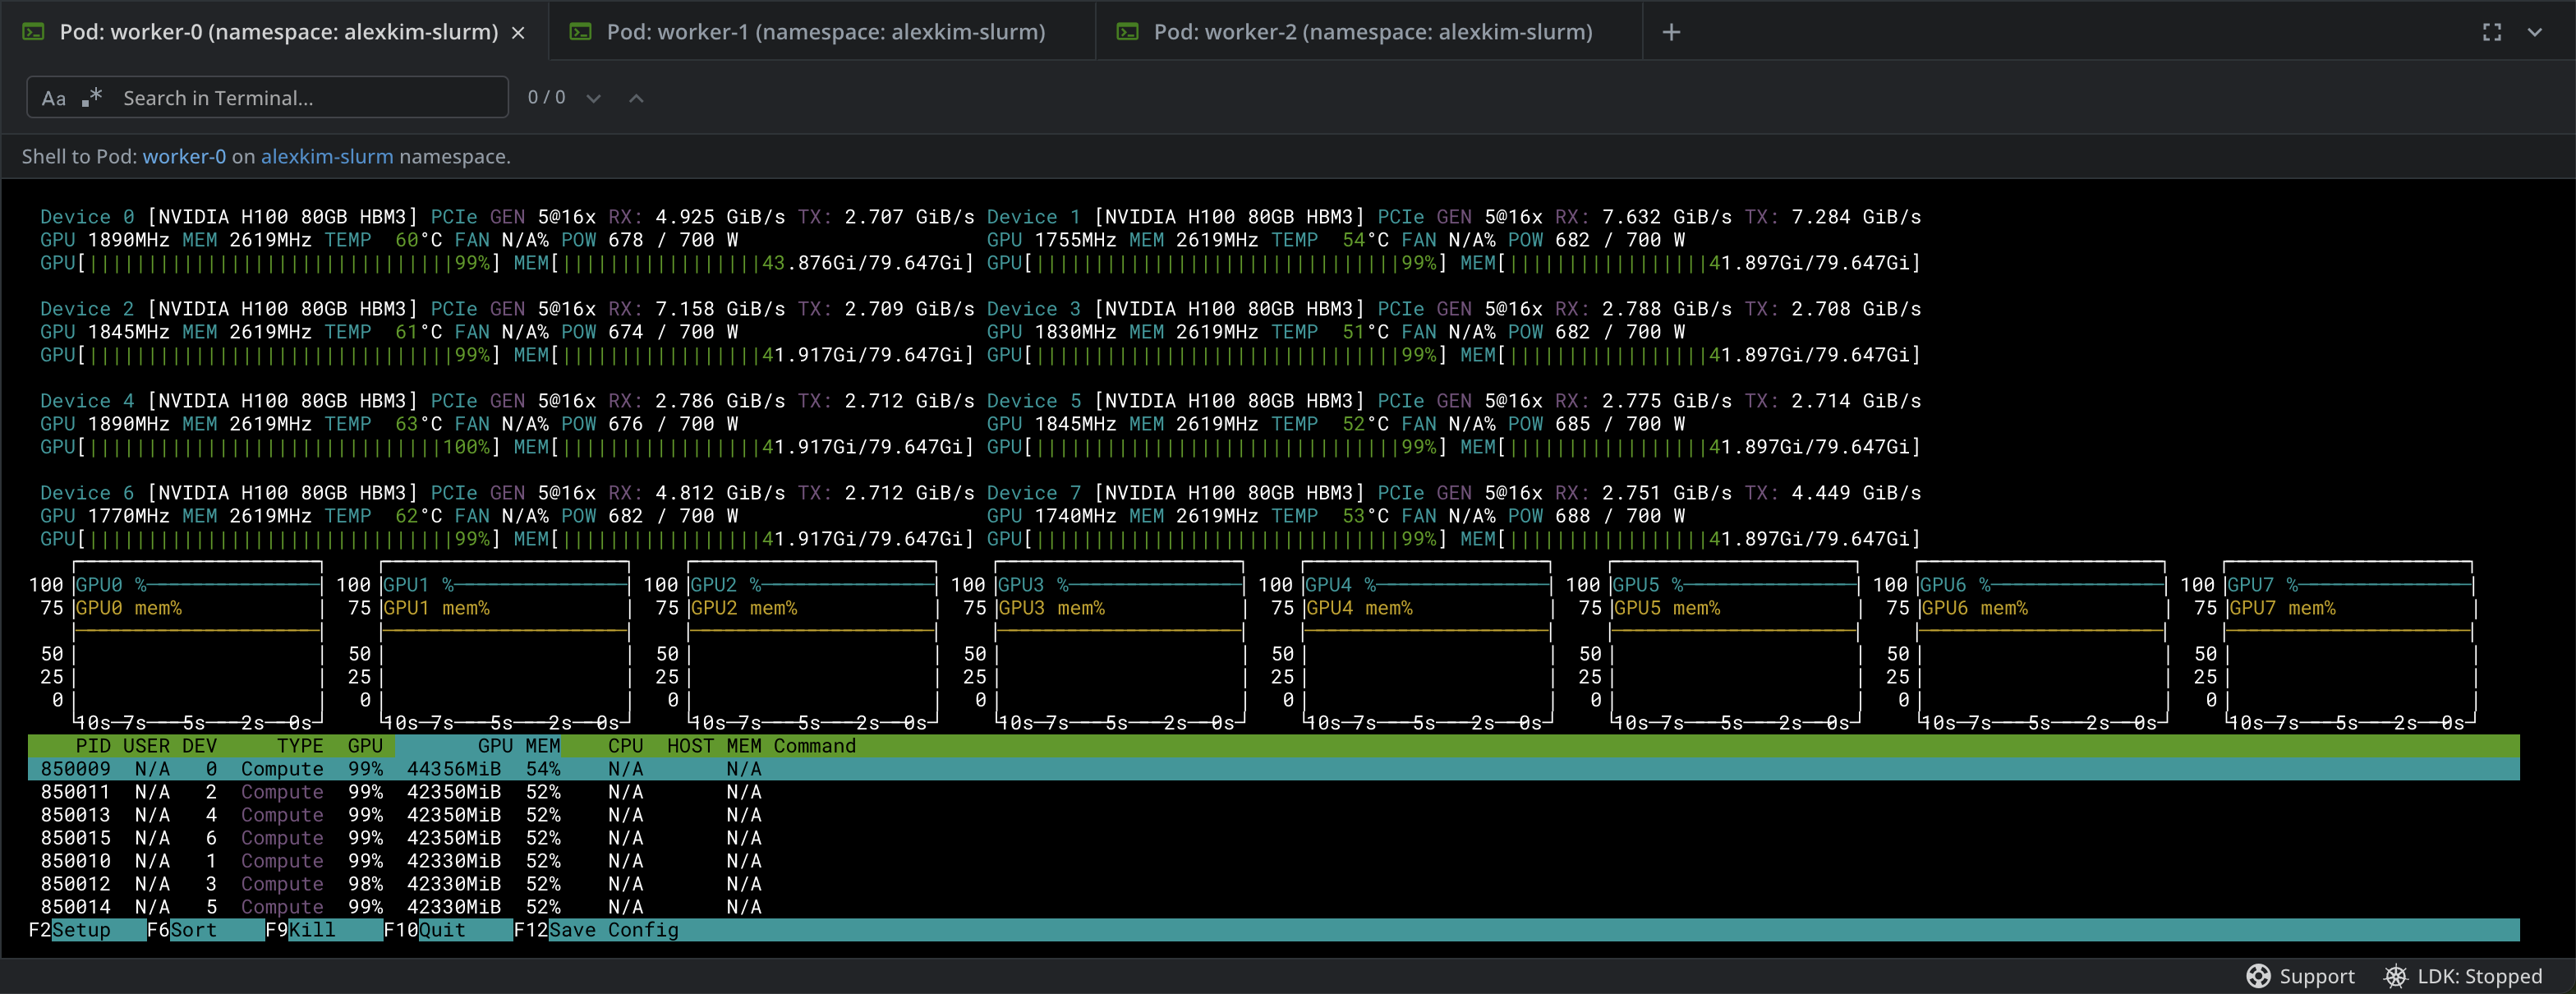 Pod: worker-0 (namespace: alexkim-slurm) Pod: worker-1 (namespace: alexkim-slurm) Pod: worker-2 (namespace: alexkim-slurm)
Aa .* Search in Terminal... 0 / 0
Shell to Pod: worker-0 on alexkim-slurm namespace.
Device 0 [NVIDIA H100 80GB HBM3] PCIe GEN 5@16x RX: 4.925 GiB/s TX: 2.707 GiB/s Device 1 [NVIDIA H100 80GB HBM3] PCIe GEN 5@16x RX: 7.632 GiB/s TX: 7.284 GiB/s
GPU 1890MHz MEM 2619MHz TEMP 60°C FAN N/A% POW 678 / 700 W GPU 1755MHz MEM 2619MHz TEMP 54°C FAN N/A% POW 682 / 700 W
GPU[|||||||||||||||||||||||||||||||99%] MEM[|||||||||||||||||43.876Gi/79.647Gi] GPU[|||||||||||||||||||||||||||||||99%] MEM[|||||||||||||||||41.897Gi/79.647Gi]
Device 2 [NVIDIA H100 80GB HBM3] PCIe GEN 5@16x RX: 7.158 GiB/s TX: 2.709 GiB/s Device 3 [NVIDIA H100 80GB HBM3] PCIe GEN 5@16x RX: 2.788 GiB/s TX: 2.708 GiB/s
GPU 1845MHz MEM 2619MHz TEMP 61°C FAN N/A% POW 674 / 700 W GPU 1830MHz MEM 2619MHz TEMP 51°C FAN N/A% POW 682 / 700 W
GPU[|||||||||||||||||||||||||||||||99%] MEM[|||||||||||||||||41.917Gi/79.647Gi] GPU[|||||||||||||||||||||||||||||||99%] MEM[|||||||||||||||||41.897Gi/79.647Gi]
Device 4 [NVIDIA H100 80GB HBM3] PCIe GEN 5@16x RX: 2.786 GiB/s TX: 2.712 GiB/s Device 5 [NVIDIA H100 80GB HBM3] PCIe GEN 5@16x RX: 2.775 GiB/s TX: 2.714 GiB/s
GPU 1890MHz MEM 2619MHz TEMP 63°C FAN N/A% POW 676 / 700 W GPU 1845MHz MEM 2619MHz TEMP 52°C FAN N/A% POW 685 / 700 W
GPU[||||||||||||||||||||||||||||||100%] MEM[|||||||||||||||||41.917Gi/79.647Gi] GPU[|||||||||||||||||||||||||||||||99%] MEM[|||||||||||||||||41.897Gi/79.647Gi]
Device 6 [NVIDIA H100 80GB HBM3] PCIe GEN 5@16x RX: 4.812 GiB/s TX: 2.712 GiB/s Device 7 [NVIDIA H100 80GB HBM3] PCIe GEN 5@16x RX: 2.751 GiB/s TX: 4.449 GiB/s
GPU 1770MHz MEM 2619MHz TEMP 62°C FAN N/A% POW 682 / 700 W GPU 1740MHz MEM 2619MHz TEMP 53°C FAN N/A% POW 688 / 700 W
GPU[|||||||||||||||||||||||||||||||99%] MEM[|||||||||||||||||41.917Gi/79.647Gi] GPU[|||||||||||||||||||||||||||||||99%] MEM[|||||||||||||||||41.897Gi/79.647Gi]
100 GPU0 % 100 GPU1 % 100 GPU2 % 100 GPU3 % 100 GPU4 % 100 GPU5 % 100 GPU6 % 100 GPU7 %
75 GPU0 mem% 75 GPU1 mem% 75 GPU2 mem% 75 GPU3 mem% 75 GPU4 mem% 75 GPU5 mem% 75 GPU6 mem% 75 GPU7 mem%
50 50 50 50 50 50 50 50
25 25 25 25 25 25 25 25
0 0 0 0 0 0 0 0
10s 7s 5s 2s 0s 10s 7s 5s 2s 0s 10s 7s 5s 2s 0s 10s 7s 5s 2s 0s 10s 7s 5s 2s 0s 10s 7s 5s 2s 0s 10s 7s 5s 2s 0s 10s 7s 5s 2s 0s
PID USER DEV TYPE GPU GPU MEM CPU HOST MEM Command
850009 N/A 0 Compute 99% 44356MiB 54% N/A N/A
850011 N/A 2 Compute 99% 42350MiB 52% N/A N/A
850013 N/A 4 Compute 99% 42350MiB 52% N/A N/A
850015 N/A 6 Compute 99% 42350MiB 52% N/A N/A
850010 N/A 1 Compute 99% 42330MiB 52% N/A N/A
850012 N/A 3 Compute 98% 42330MiB 52% N/A N/A
850014 N/A 5 Compute 99% 42330MiB 52% N/A N/A
F2Setup F6Sort F9Kill F10Quit F12Save Config
Support LDK: Stopped